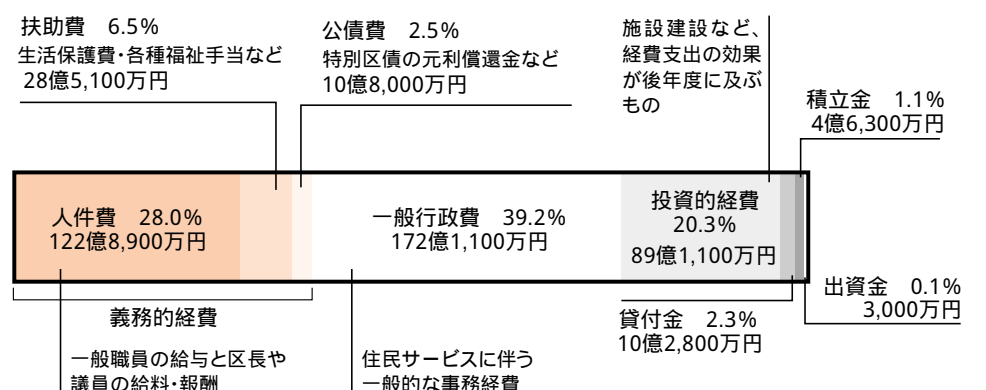 扶助費 6.5%
生活保護費・各種福祉手当など
28億5,100万円
公債費 2.5%
特別区債の元利償還金など
10億8,000万円
施設建設など、
経費支出の効果
が後年度に及ぶ
もの
積立金 1.1%
4億6,300万円
人件費 28.0%
122億8,900万円
一般行政費 39.2%
172億1,100万円
投資的経費
20.3%
89億1,100万円
義務的経費
貸付金 2.3%
10億2,800万円
出資金 0.1%
3,000万円
一般職員の給与と区長や
議員の給料・報酬
住民サービスに伴う
一般的な事務経費